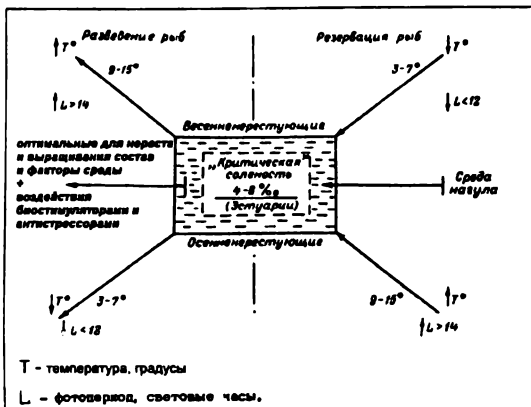 Разведение рыб
Резервация рыб
↑ T°
9-15°
↑ L>14
↓ T°
3-7°
↓ L<12
Весенненерестующие
оптимальные для нереста
и выращивания состав
и факторы среды
+
воздействия
биостимуляторами и
антистрессорами
„Критическая"
соленость
4-8 ‰
(Эстуарии)
Среда
нагула
Осенненерестующие
↓ T°
3-7°
↓ L<12
9-15°
↑ T°
↑ L>14
T - температура, градусы
L - фотопериод, световые часы.